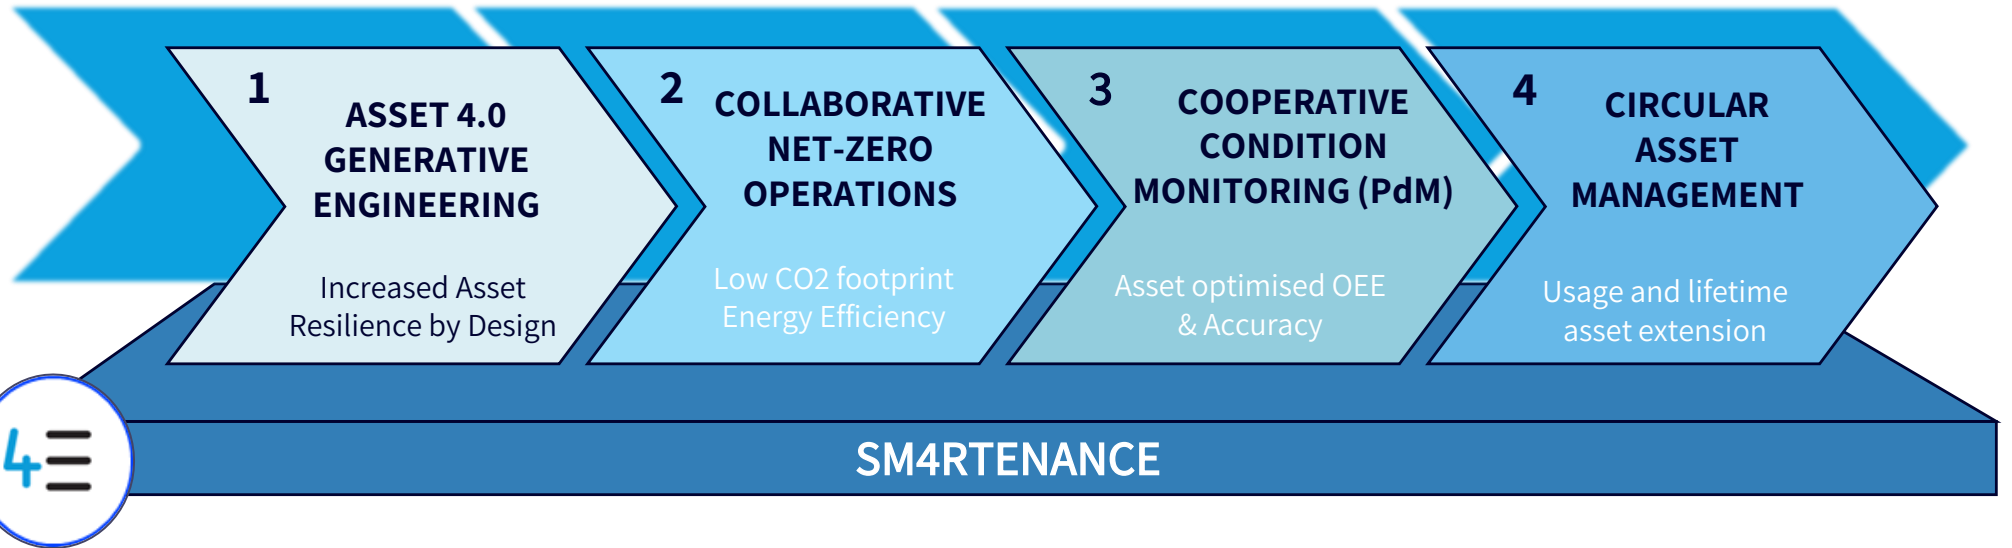 1
ASSET 4.0
GENERATIVE
ENGINEERING
Increased Asset
Resilience by Design
2
COLLABORATIVE
NET-ZERO
OPERATIONS
Low CO2 footprint
Energy Efficiency
3
COOPERATIVE
CONDITION
MONITORING (PdM)
Asset optimised OEE
& Accuracy
4
CIRCULAR
ASSET
MANAGEMENT
Usage and lifetime
asset extension
4
SM4RTENANCE